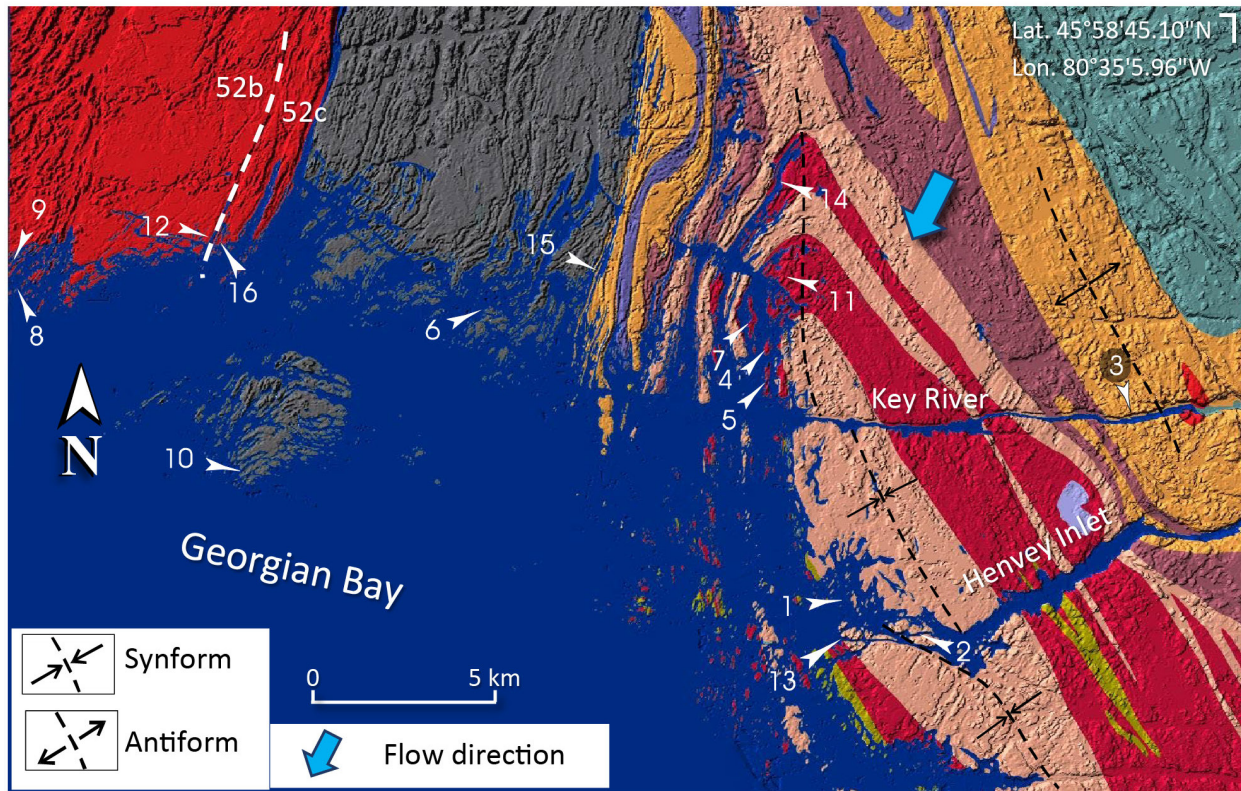 Lat. 45°58'45.10"N
Lon. 80°35'5.96"W
52b
52c
9
12
8
16
15
6
10
14
11
7
4
5
3
Key River
N
Georgian Bay
Henvey Inlet
1
2
13
Synform
Antiform
0
5 km
Flow direction